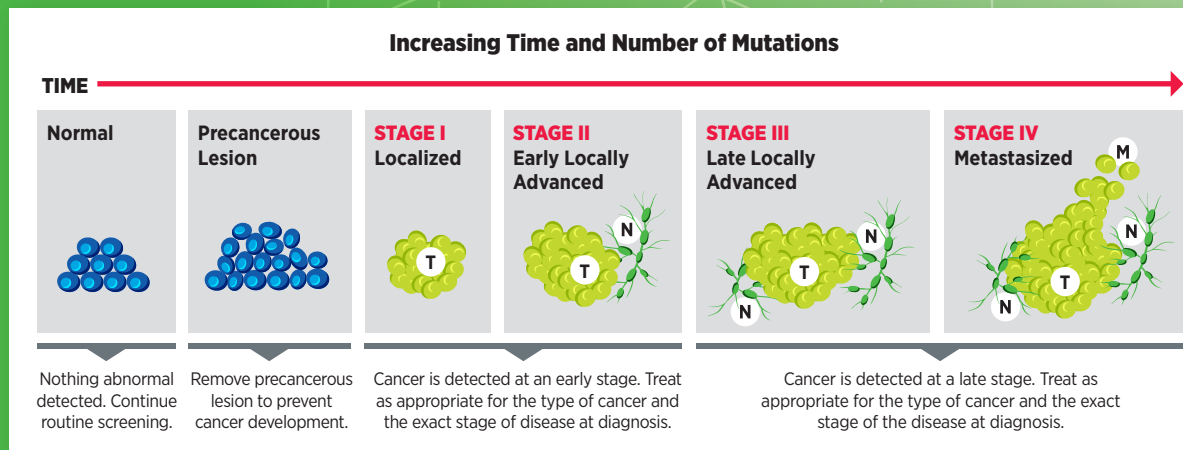 Increasing Time and Number of Mutations
TIME
Normal
Precancerous
Lesion
STAGE I
Localized
T
STAGE II
Early Locally
Advanced
N
T
STAGE III
Late Locally
Advanced
N
T
N
STAGE IV
Metastasized
M
N
T
N
Nothing abnormal
detected. Continue
routine screening.
Remove precancerous
lesion to prevent
cancer development.
Cancer is detected at an early stage. Treat
as appropriate for the type of cancer and
the exact stage of disease at diagnosis.
Cancer is detected at a late stage. Treat as
appropriate for the type of cancer and the exact
stage of the disease at diagnosis.